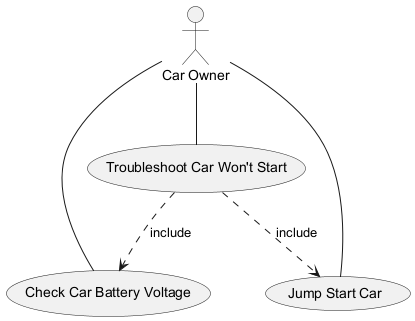 Car Owner
Troubleshoot Car Won't Start
include
include
Check Car Battery Voltage
Jump Start Car